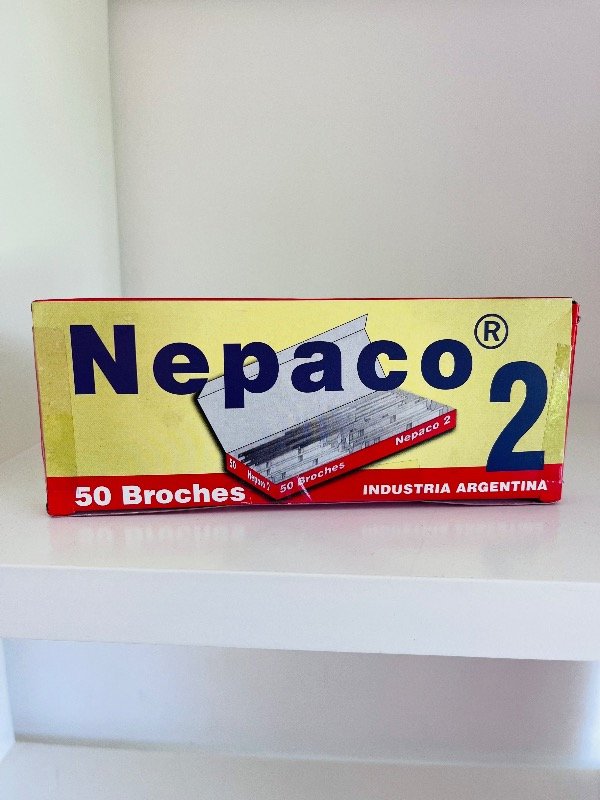 Nepaco®
2
50 Nepaco 2 50 Broches Nepaco 2
50 Broches
INDUSTRIA ARGENTINA